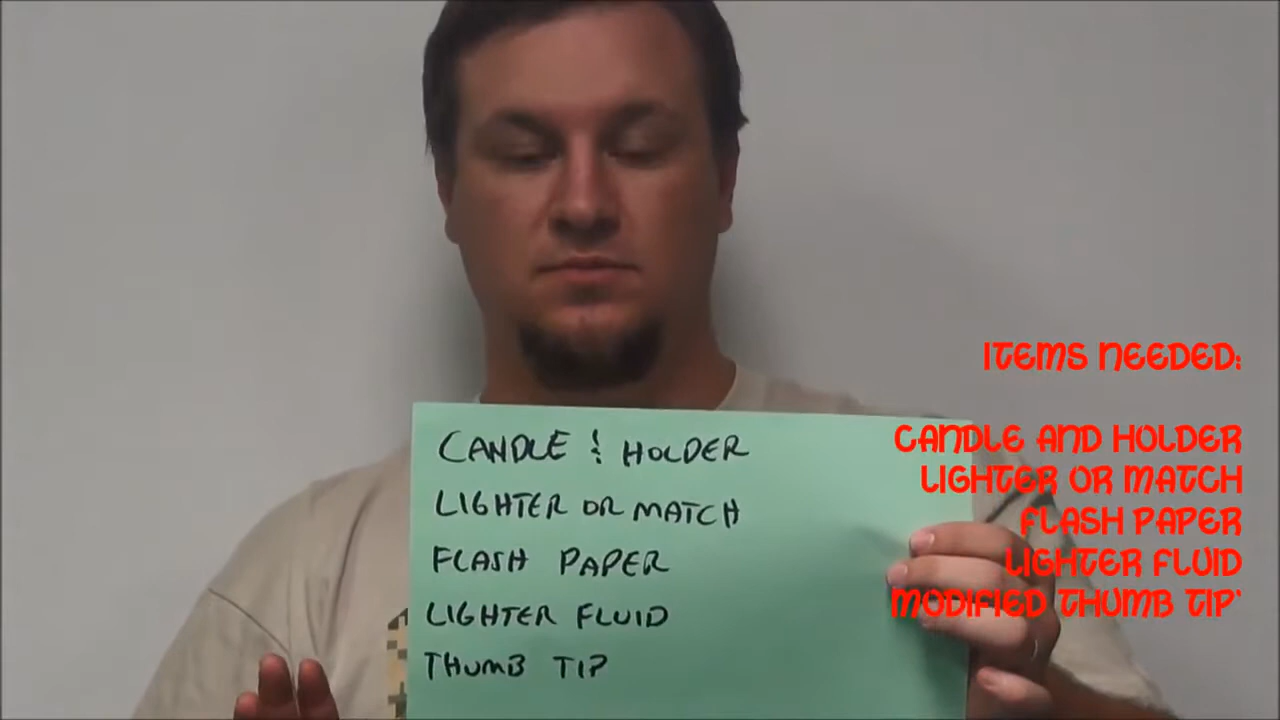 CANDLE & HOLDER
LIGHTER OR MATCH
FLASH PAPER
LIGHTER FLUID
THUMB TIP
ITEMS NEEDED:
CANDLE AND HOLDER
LIGHTER OR MATCH
FLASH PAPER
LIGHTER FLUID
MODIFIED THUMB TIP'